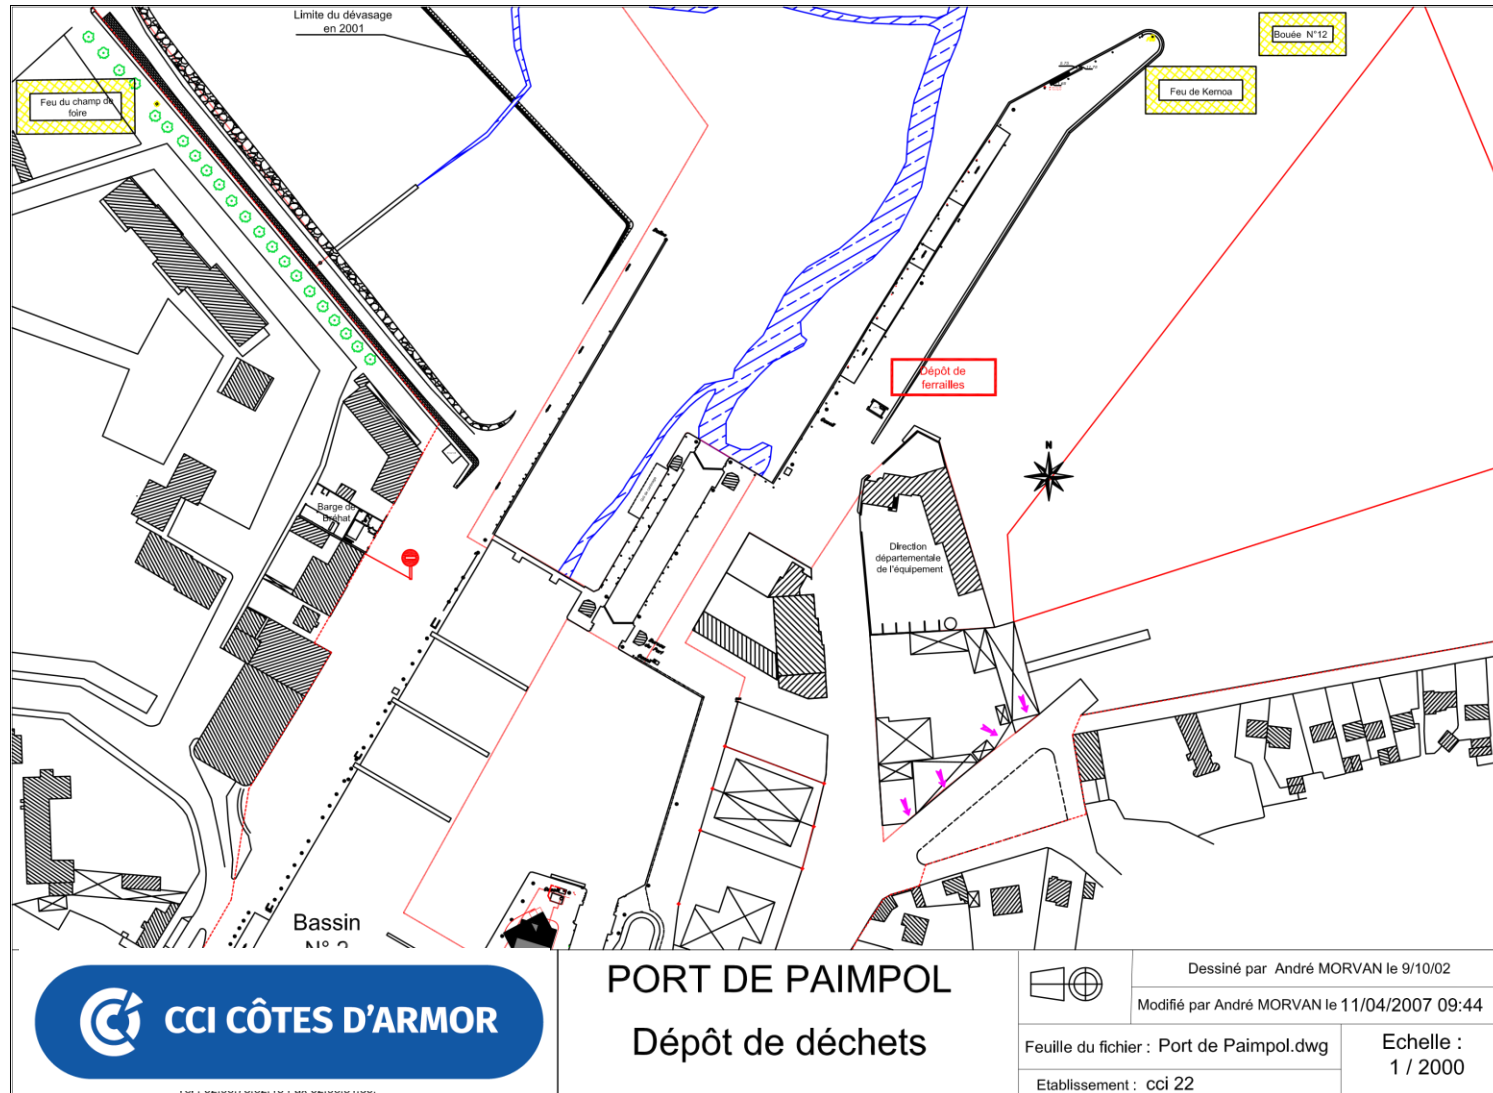 Limite du dévasage
en 2001
Bouée N°12
Feu du champ de
foire
Feu de Kernoa
Dépôt de
ferrailles
N
Barge de
Bréhat
Direction
départementale
de l'équipement
Bassin
N° 2
CCI CÔTES D'ARMOR
PORT DE PAIMPOL
Dépôt de déchets
Dessiné par André MORVAN le 9/10/02
Modifié par André MORVAN le 11/04/2007 09:44
Feuille du fichier : Port de Paimpol.dwg
Echelle :
1 / 2000
Etablissement : cci 22